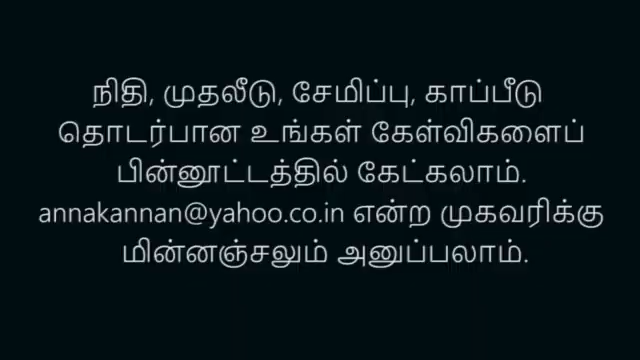 நிதி, முதலீடு, சேமிப்பு, காப்பீடு
தொடர்பான உங்கள் கேள்விகளைப்
பின்னூட்டத்தில் கேட்கலாம்.
annakannan@yahoo.co.in என்ற முகவரிக்கு
மின்னஞ்சலும் அனுப்பலாம்.